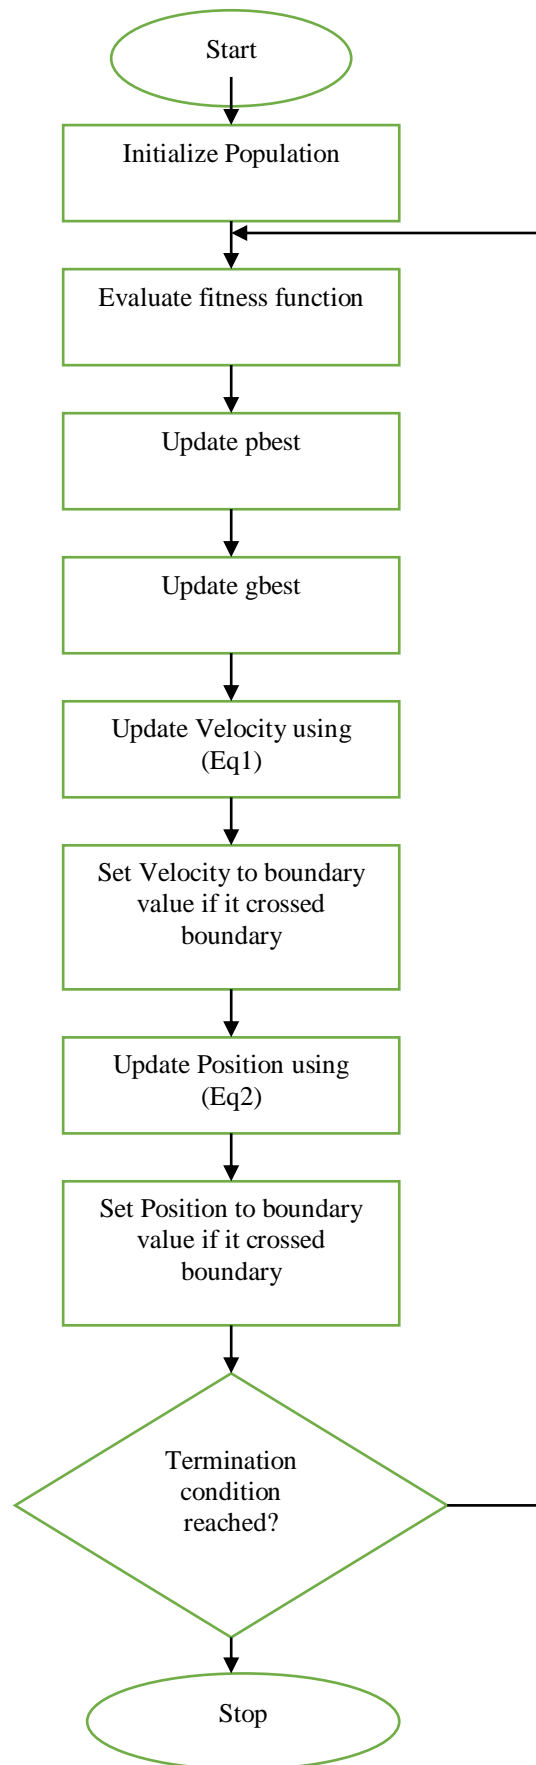 Start
Initialize Population
Evaluate fitness function
Update pbest
Update gbest
Update Velocity using
(Eq1)
Set Velocity to boundary
value if it crossed
boundary
Update Position using
(Eq2)
Set Position to boundary
value if it crossed
boundary
Termination
condition
reached?
Stop